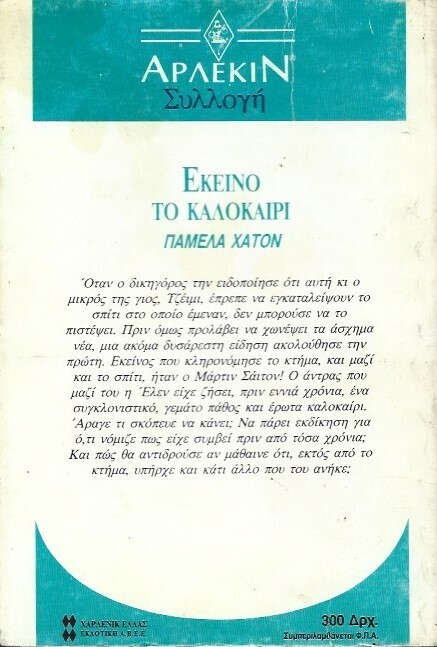 ΑΡΛΕΚΙΝ®
Συλλογή
ΕΚΕΙΝΟ
ΤΟ ΚΑΛΟΚΑΙΡΙ
ΠΑΜΕΛΑ ΧΑΤΟΝ
Όταν ο δικηγόρος την ειδοποίησε ότι αυτή κι ο
μικρός της γιος, Τζέιμι, έπρεπε να εγκαταλείψουν το
σπίτι στο οποίο έμεναν, δεν μπορούσε να το
πιστέψει. Πριν όμως προλάβει να χωνέψει τα άσχημα
νέα, μια ακόμα δυσάρεστη είδηση ακολούθησε την
πρώτη. Εκείνος που κληρονόμησε το κτήμα, και μαζί
και το σπίτι, ήταν ο Μάρτιν Σάιτον! Ο άντρας που
μαζί του η Έλεν είχε ζήσει, πριν εννιά χρόνια, ένα
συγκλονιστικό, γεμάτο πάθος και έρωτα καλοκαίρι.
Άραγε τι σκόπευε να κάνει; Να πάρει εκδίκηση για
ό,τι νόμιζε πως είχε συμβεί πριν από τόσα χρόνια;
Και πώς θα αντιδρούσε αν μάθαινε ότι, εκτός από το
κτήμα, υπήρχε και κάτι άλλο που του ανήκε;
ΧΑΡΛΕΝΙΚ ΕΛΛΑΣ
ΕΚΔΟΤΙΚΗ Α.Β.Ε.Ε.
300 Δρχ.
Συμπεριλαμβάνεται Φ.Π.Α.